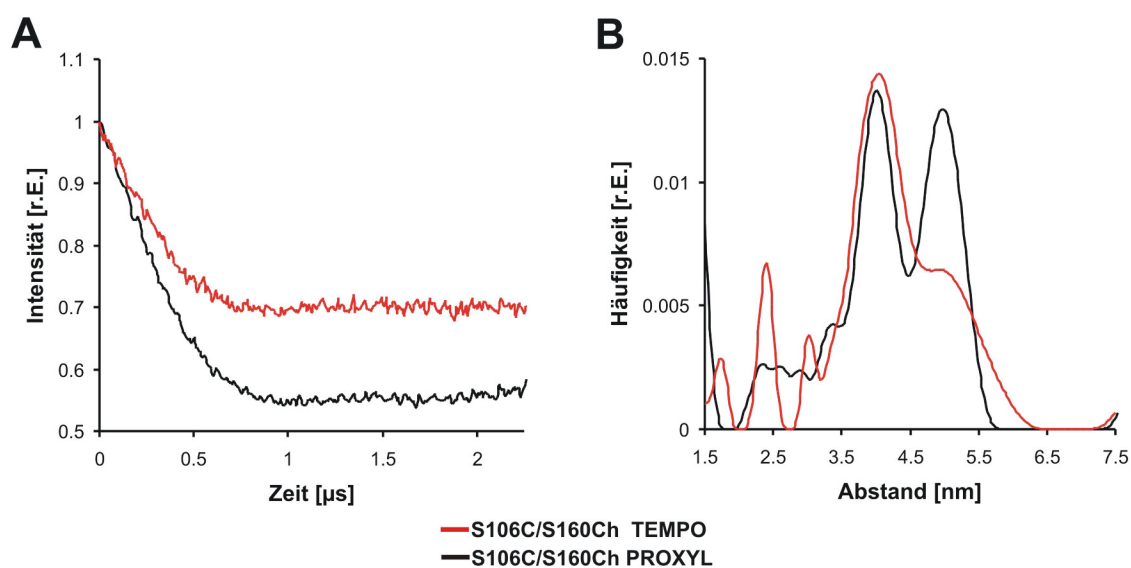 A
B
1.1
1
0.9
0.8
0.7
0.6
0.5
Intensität [r.E.]
0
0.5
1
1.5
2
Zeit [µs]
0.015
0.01
0.005
0
Häufigkeit [r.E.]
1.5
2.5
3.5
4.5
5.5
6.5
7.5
Abstand [nm]
S106C/S160Ch TEMPO
S106C/S160Ch PROXYL